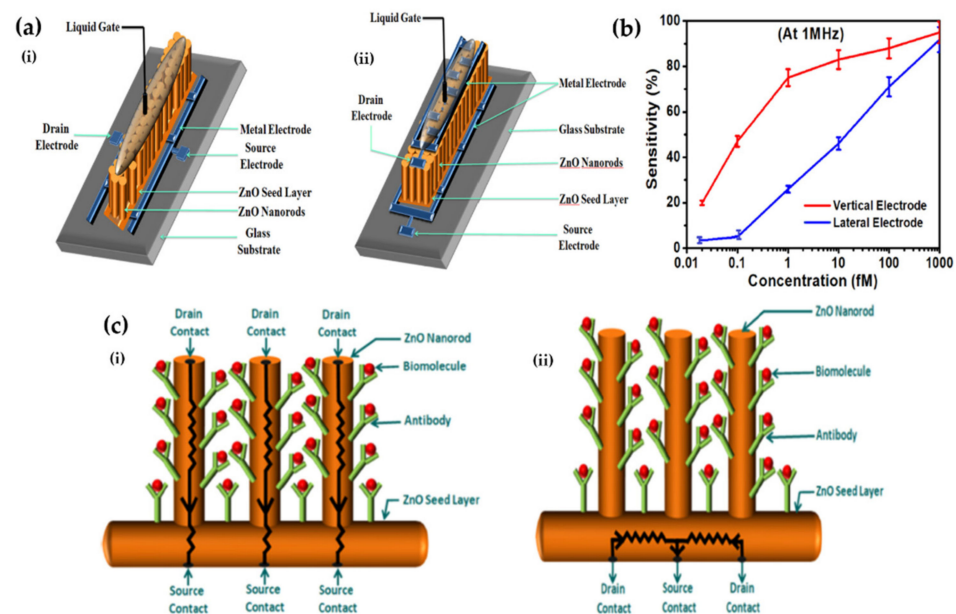 (a)
(i)
Liquid Gate
Drain
Electrode
Metal Electrode
Source
Electrode
ZnO Seed Layer
ZnO Nanorods
Glass
Substrate
(ii)
Liquid Gate
Drain
Electrode
Metal Electrode
Glass Substrate
ZnO Nanorods
ZnO Seed Layer
Source
Electrode
(b)
(At 1MHz)
Sensitivity (%)
100
80
60
40
20
0
Vertical Electrode
Lateral Electrode
0.01 0.1 1 10 100 1000
Concentration (fM)
(c)
(i)
Drain
Contact
Drain
Contact
Drain
Contact
ZnO Nanorod
Biomolecule
Antibody
ZnO Seed Layer
Source
Contact
Source
Contact
Source
Contact
(ii)
ZnO Nanorod
Biomolecule
Antibody
ZnO Seed Layer
Drain
Contact
Source
Contact
Drain
Contact